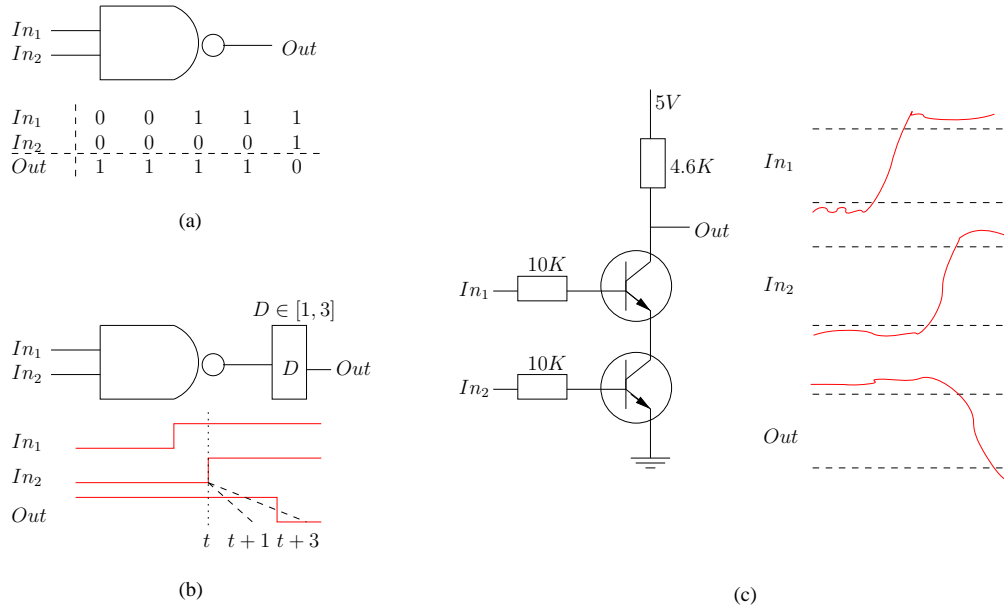 In1
In2
Out
In1 0 0 1 1 1
In2 0 0 0 0 1
Out 1 1 1 1 0
(a)
D ∈ [1, 3]
In1
In2
D
Out
In1
In2
Out
t t + 1 t + 3
(b)
5V
4.6K
Out
10K
In1
10K
In2
In1
In2
Out
(c)